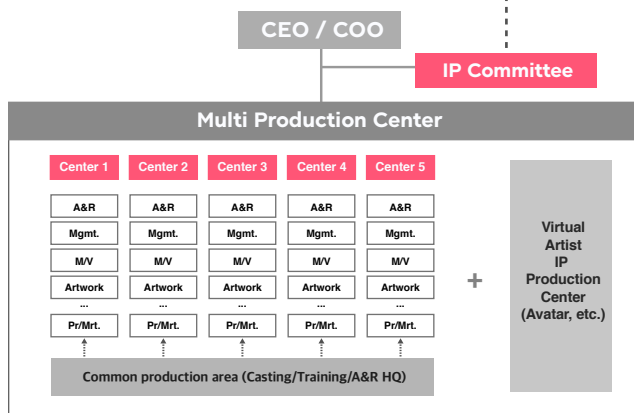 CEO / COO
IP Committee
Multi Production Center
Center 1 Center 2 Center 3 Center 4 Center 5
A&R A&R A&R A&R A&R
Mgmt. Mgmt. Mgmt. Mgmt. Mgmt.
M/V M/V M/V M/V M/V
Artwork Artwork Artwork Artwork Artwork
... ... ... ... ...
Pr/Mrt. Pr/Mrt. Pr/Mrt. Pr/Mrt. Pr/Mrt.
Common production area (Casting/Training/A&R HQ)
+
Virtual
Artist
IP
Production
Center
(Avatar, etc.)